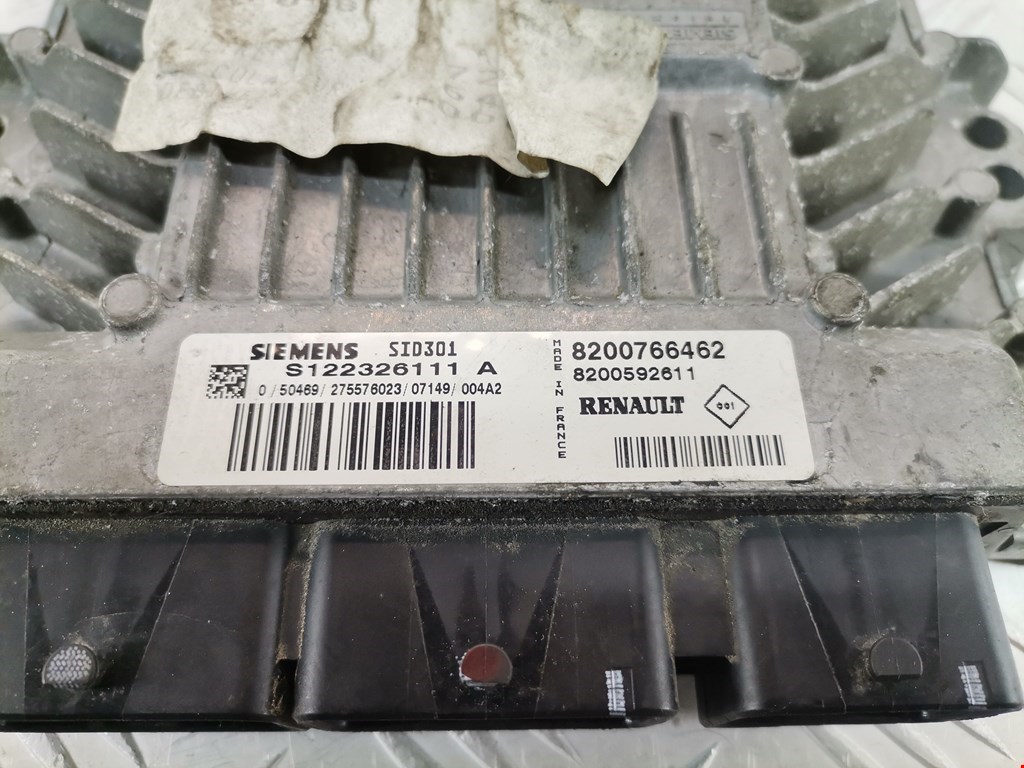 SIEMENS SID301
S122326111 A
0/50469/275576023/07149/004A2
MADE IN FRANCE
8200766462
8200592611
RENAULT 001